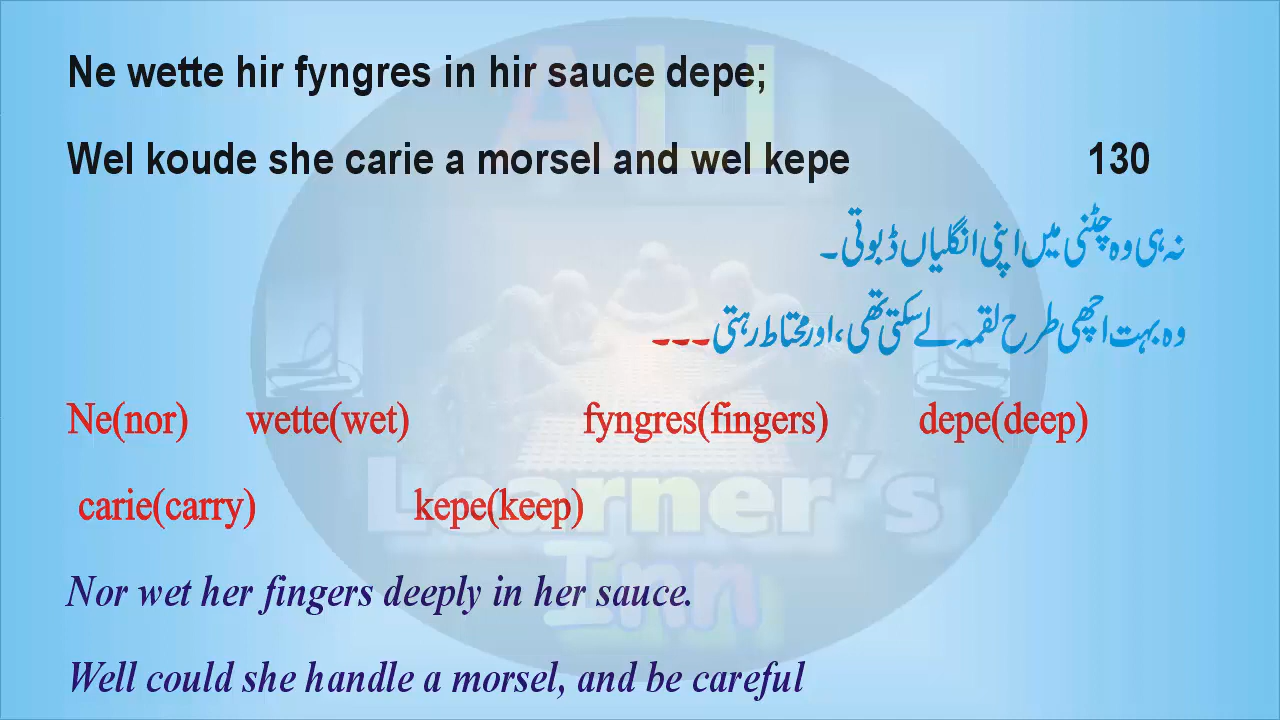 Ne wette hir fyngres in hir sauce depe;
Wel koude she carie a morsel and wel kepe 130
نہ ہی وہ چٹنی میں اپنی انگلیاں ڈبوتی۔
وہ بہت اچھی طرح لقمہ لے سکتی تھی، اور محتاط رہتی۔۔۔
Ne(nor) wette(wet) fyngres(fingers) depe(deep)
carie(carry) kepe(keep)
Nor wet her fingers deeply in her sauce.
Well could she handle a morsel, and be careful
ALI
Learner's
Inn